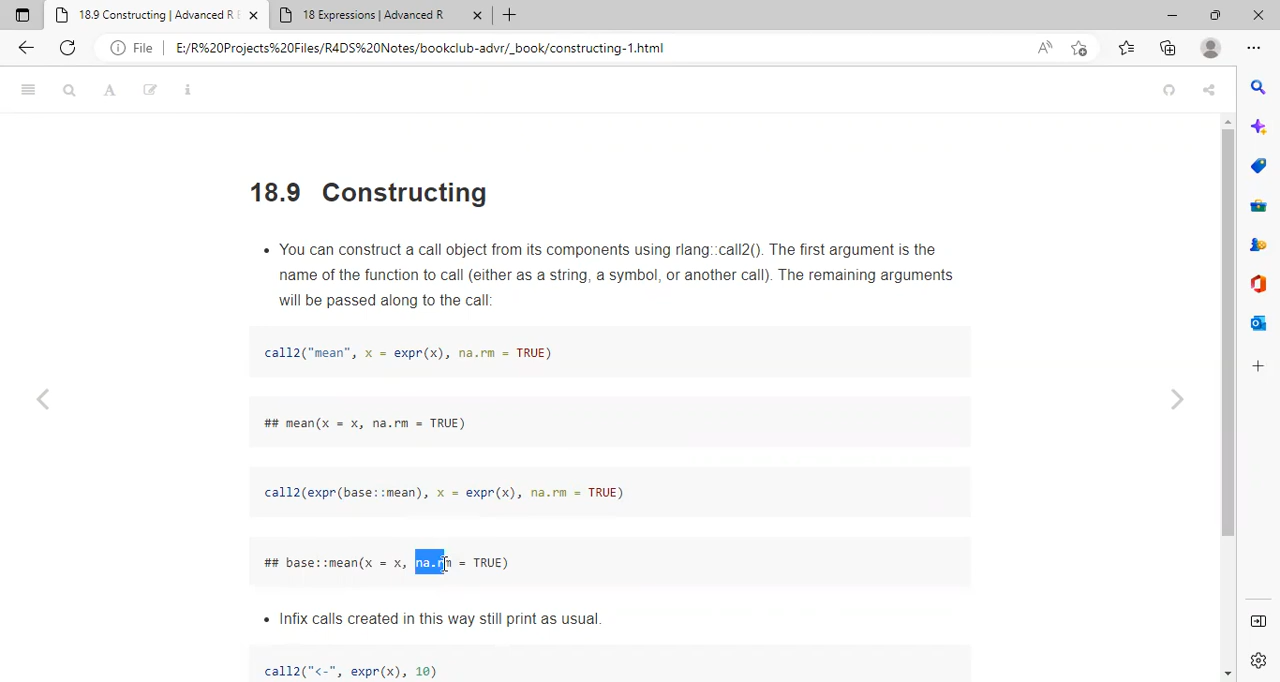 18.9 Constructing | Advanced R E
18 Expressions | Advanced R
File
E:/R%20Projects%20Files/R4DS%20Notes/bookclub-advr/_book/constructing-1.html
18.9 Constructing
• You can construct a call object from its components using rlang::call2(). The first argument is the
name of the function to call (either as a string, a symbol, or another call). The remaining arguments
will be passed along to the call:
call2("mean", x = expr(x), na.rm = TRUE)
## mean(x = x, na.rm = TRUE)
call2(expr(base::mean), x = expr(x), na.rm = TRUE)
## base::mean(x = x, na.rm = TRUE)
• Infix calls created in this way still print as usual.
call2("<-", expr(x), 10)